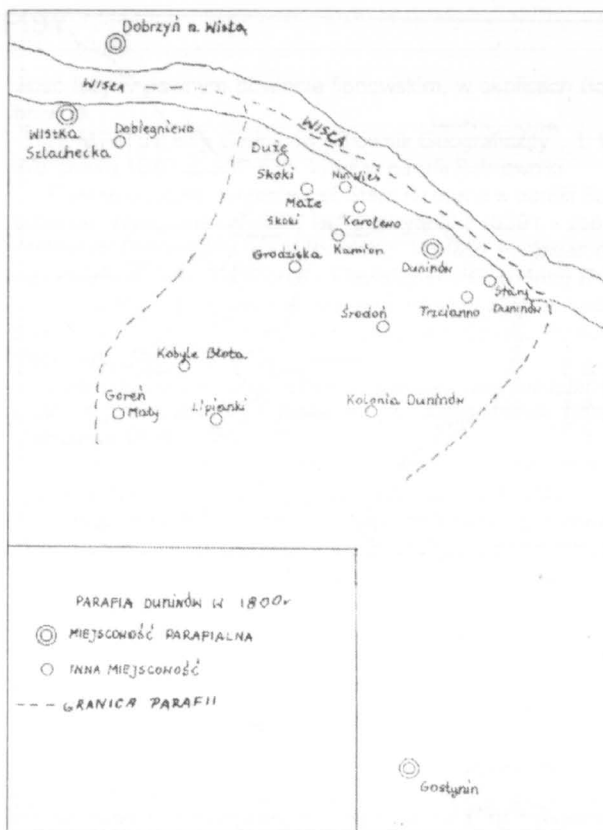 Dobrzyń n. Wisłą
WISŁA
WISTKA
SZLACHECKA
Dobiegniewo
WISŁA
Duże
Skoki
Małe
Skoki
Wieś
Karolewo
Kamion
Grodziska
Duninów
Stary
Duninów
Trzcianno
Środoń
Kobyle Błota
Goreń
Mały
Lipianki
Kolonia Duninów
PARAFIA DUNINÓW W 1800r
MIEJSCOWOŚĆ PARAFIALNA
INNA MIEJSCOWOŚĆ
GRANICA PARAFII
Gostynin